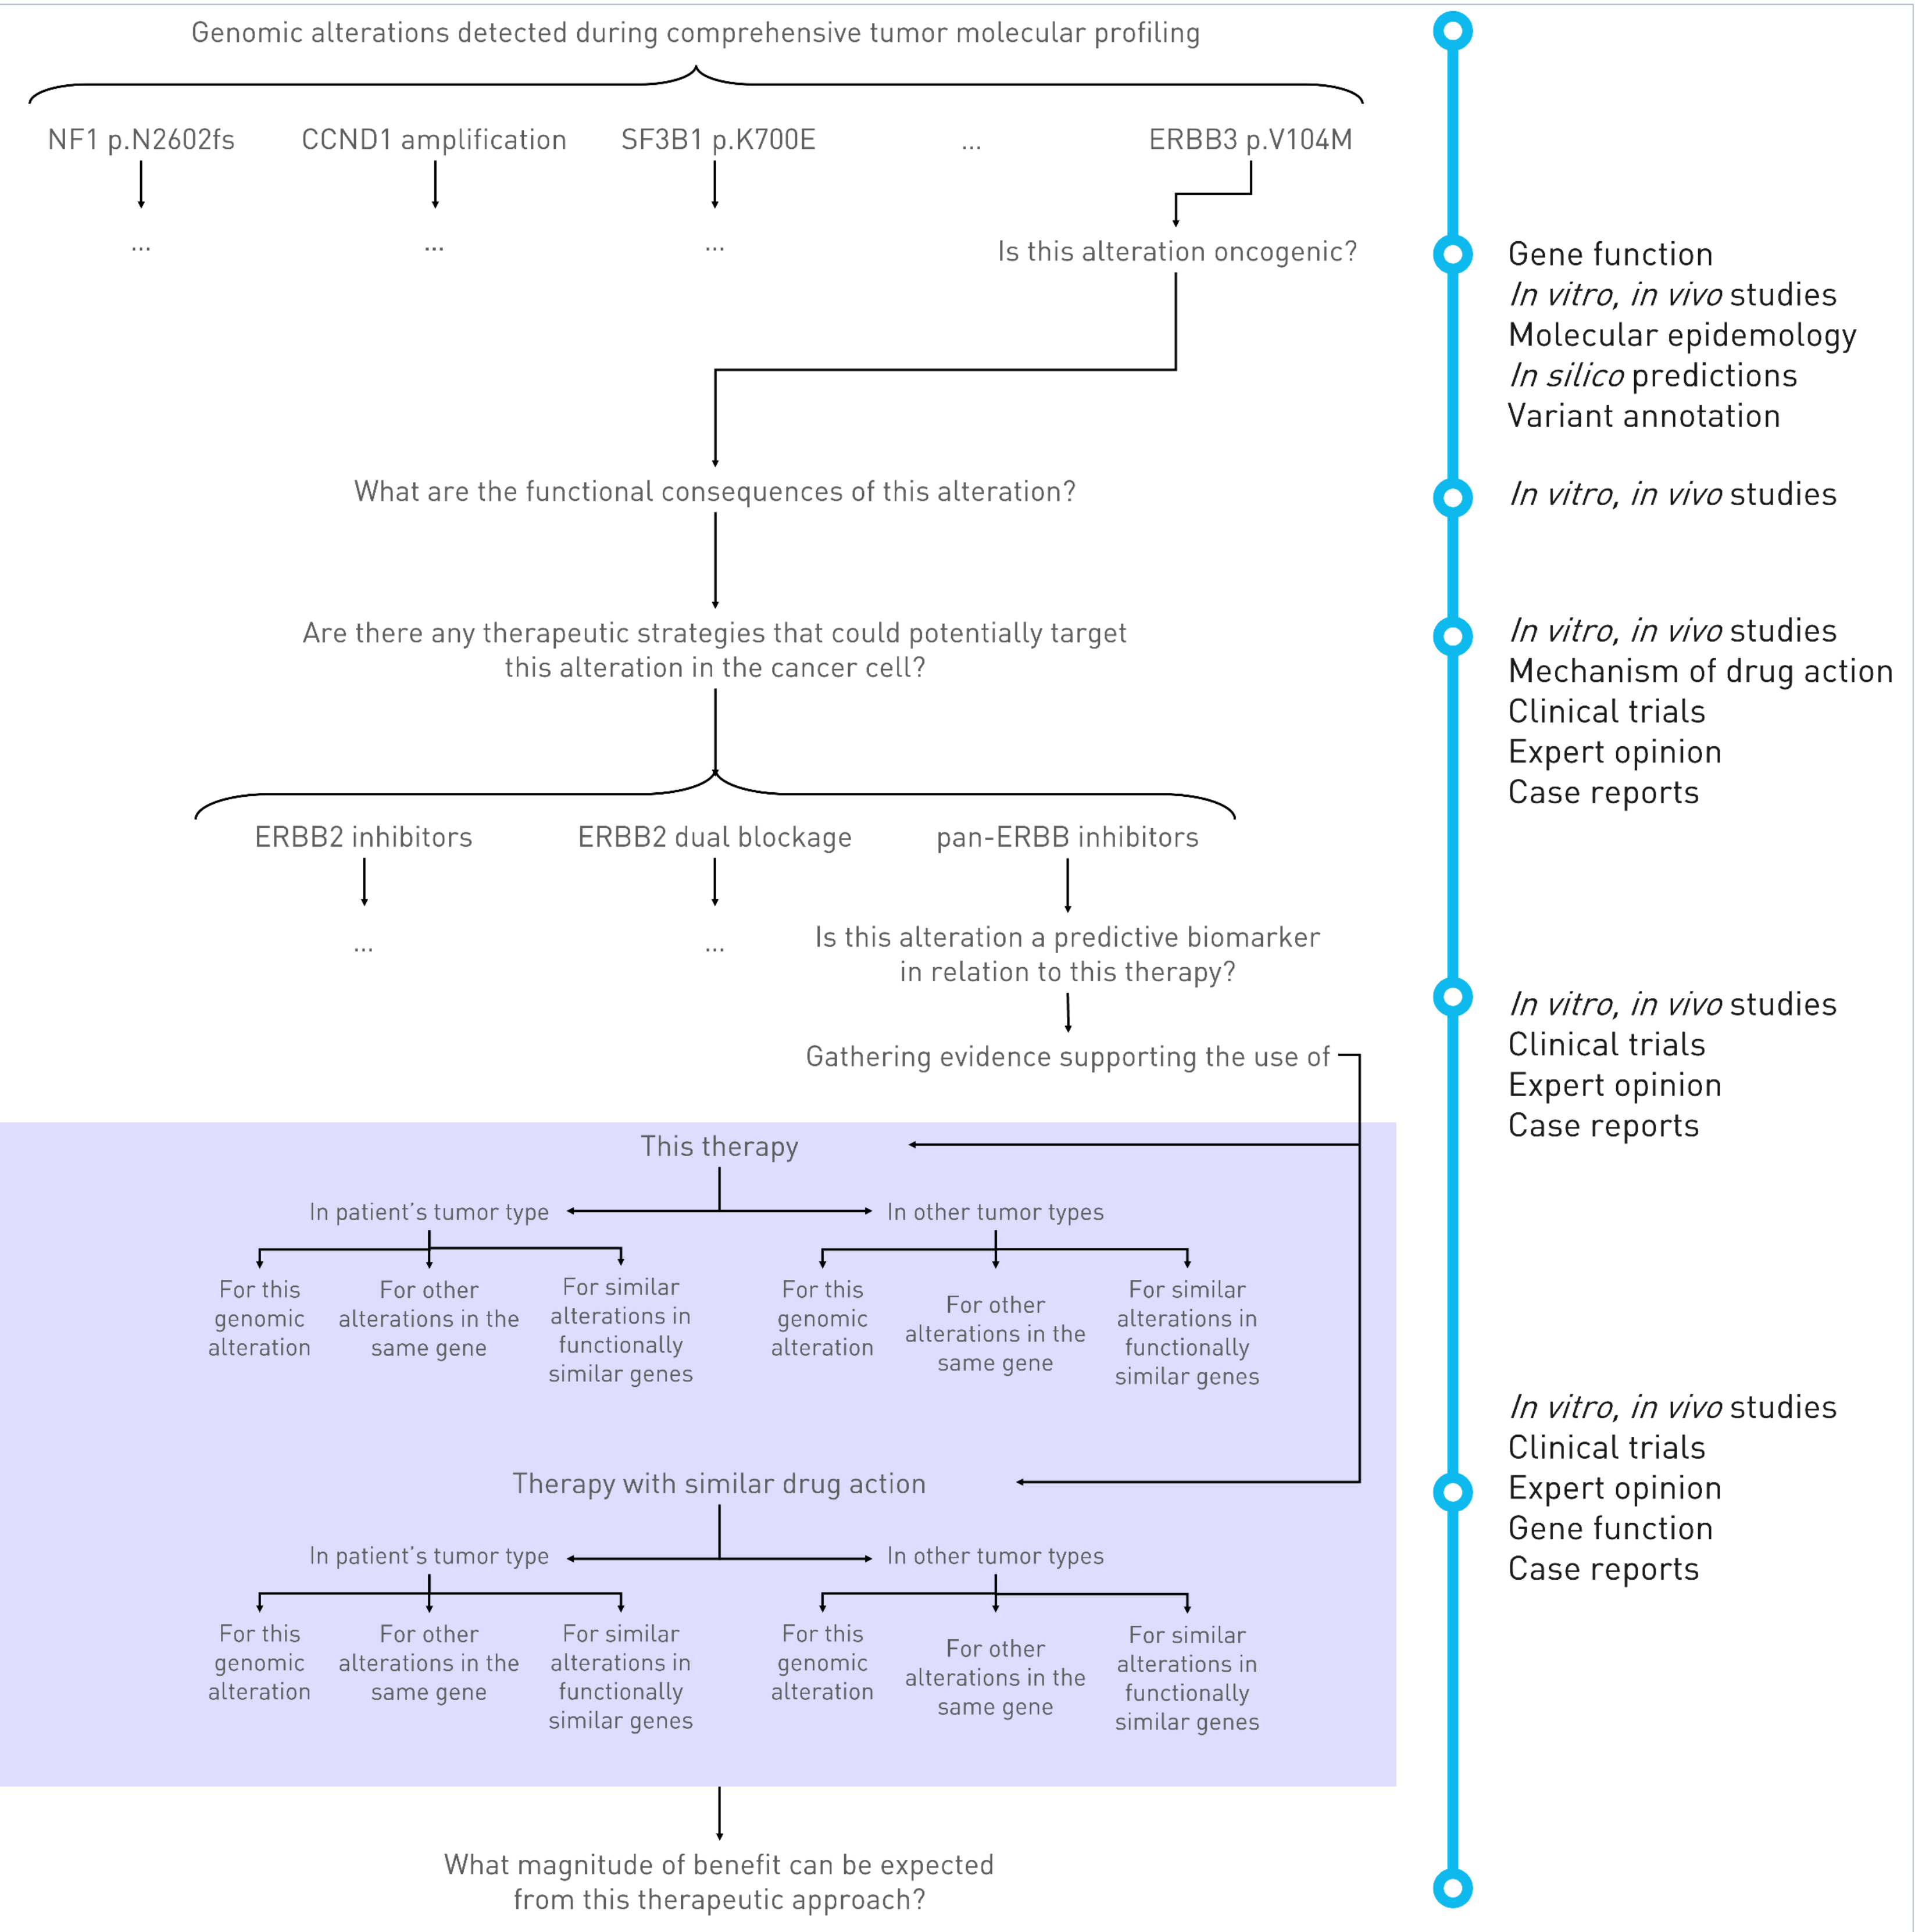 Genomic alterations detected during comprehensive tumor molecular profiling
NF1 p.N2602fs
CCND1 amplification
SF3B1 p.K700E
...
ERBB3 p.V104M
...
...
...
Is this alteration oncogenic?
Gene function
In vitro, in vivo studies
Molecular epidemology
In silico predictions
Variant annotation
What are the functional consequences of this alteration?
In vitro, in vivo studies
Are there any therapeutic strategies that could potentially target
this alteration in the cancer cell?
In vitro, in vivo studies
Mechanism of drug action
Clinical trials
Expert opinion
Case reports
ERBB2 inhibitors
ERBB2 dual blockage
pan-ERBB inhibitors
...
...
Is this alteration a predictive biomarker
in relation to this therapy?
Gathering evidence supporting the use of
In vitro, in vivo studies
Clinical trials
Expert opinion
Case reports
This therapy
In patient's tumor type
In other tumor types
For this
genomic
alteration
For other
alterations in the
same gene
For similar
alterations in
functionally
similar genes
For this
genomic
alteration
For other
alterations in the
same gene
For similar
alterations in
functionally
similar genes
In vitro, in vivo studies
Clinical trials
Expert opinion
Gene function
Case reports
Therapy with similar drug action
In patient's tumor type
In other tumor types
For this
genomic
alteration
For other
alterations in the
same gene
For similar
alterations in
functionally
similar genes
For this
genomic
alteration
For other
alterations in the
same gene
For similar
alterations in
functionally
similar genes
What magnitude of benefit can be expected
from this therapeutic approach?